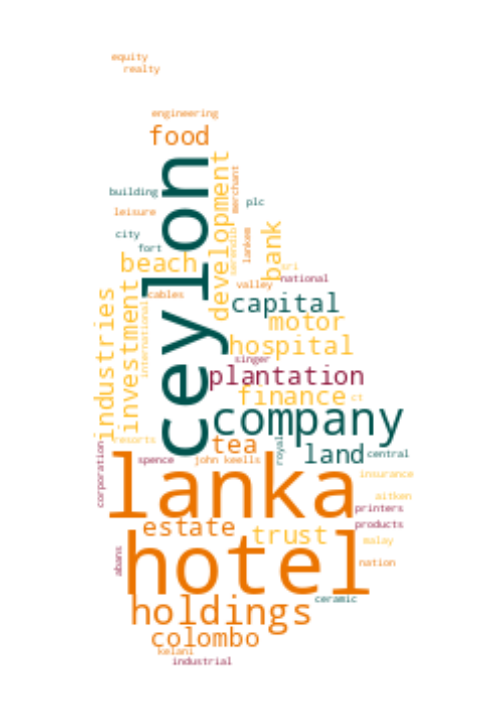 equity
realty
engineering
food
ceylon
development
merchant
building
plc
leisure
city
fort
serendib
lankem
bank
beach
sri
national
valley
cables
industries
investment
international
capital
motor
hospital
singer
plantation
finance
ct
company
tea
resorts
royal
land
central
corporation
spence
john keells
lanka
insurance
aitken
printers
estate
trust
products
malay
hotel
abans
nation
ceramic
holdings
colombo
kelani
industrial